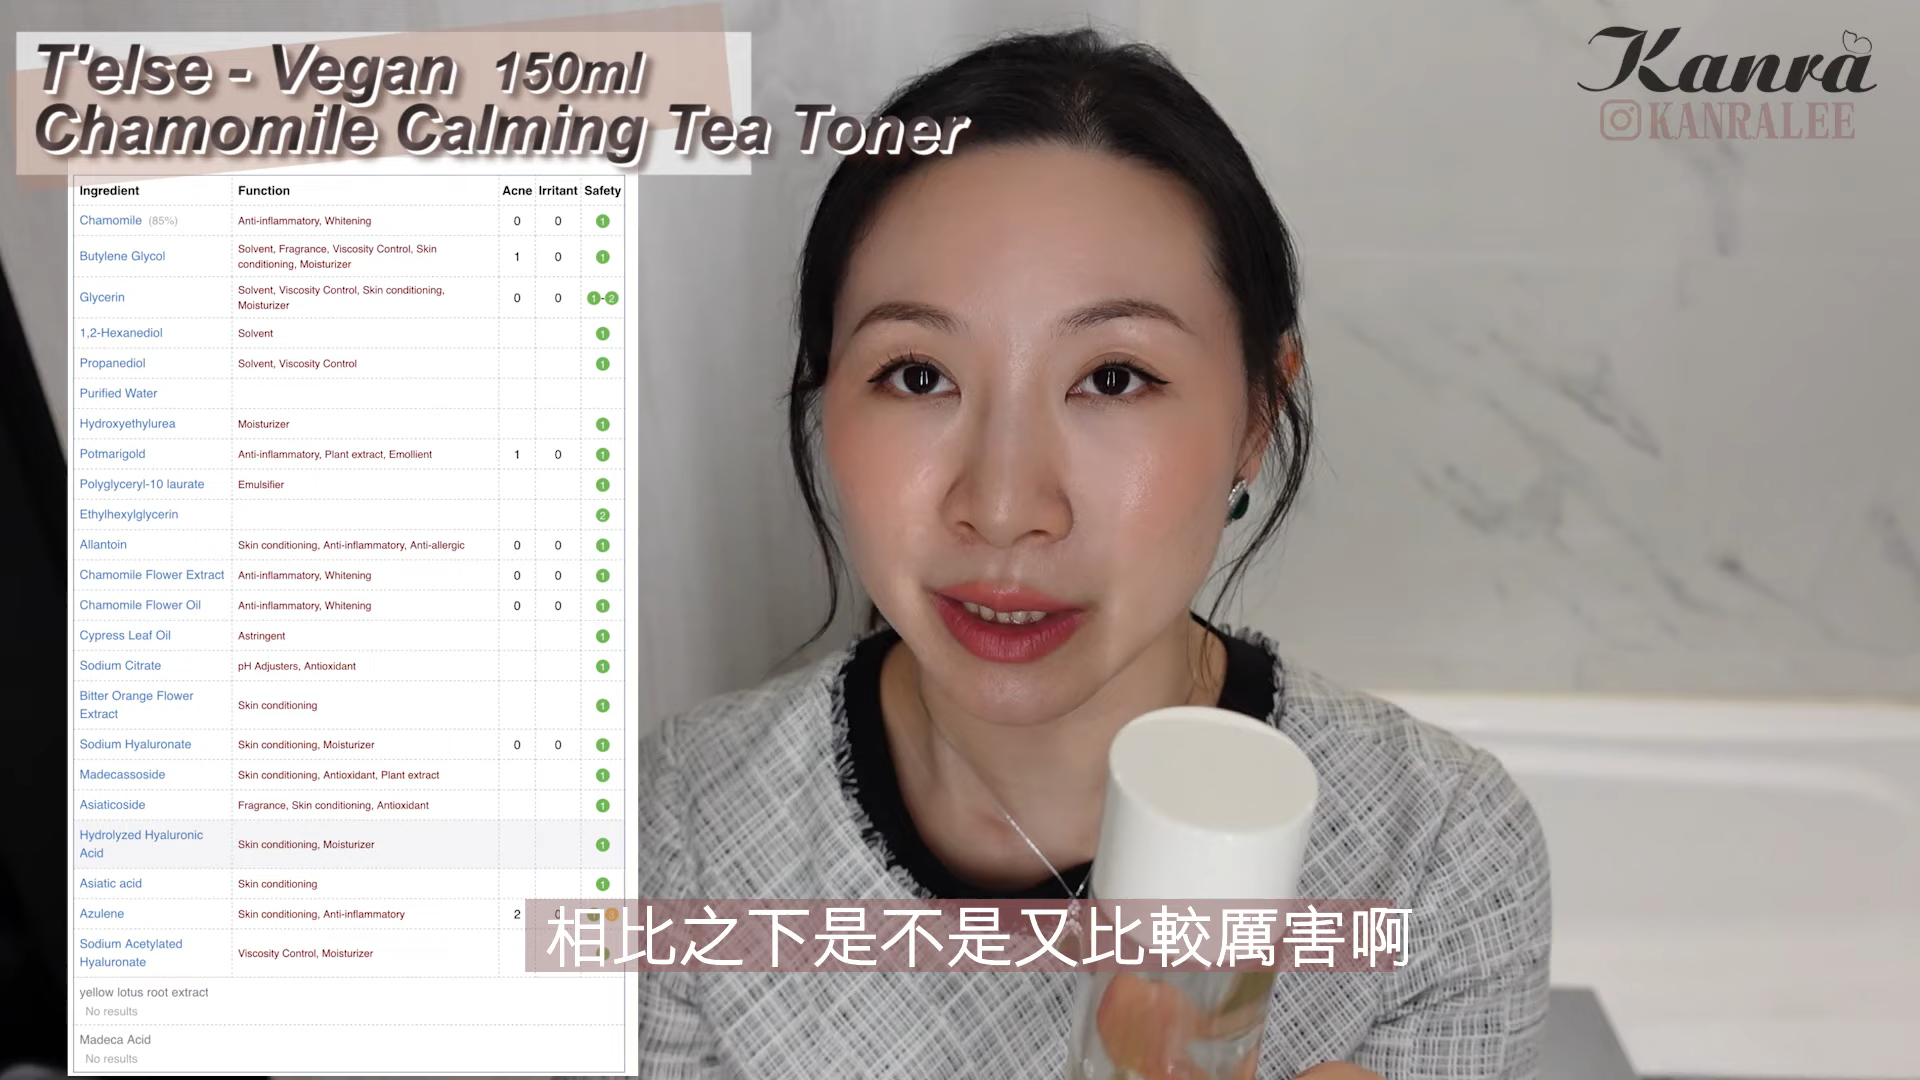 T'else - Vegan 150ml
Chamomile Calming Tea Toner
Kanra
KANRALEE
Ingredient Function Acne Irritant Safety
Chamomile (85%) Anti-inflammatory, Whitening 0 0 1
Butylene Glycol Solvent, Fragrance, Viscosity Control, Skin
conditioning, Moisturizer 1 0 1
Glycerin Solvent, Viscosity Control, Skin conditioning,
Moisturizer 0 0 1-2
1,2-Hexanediol Solvent 1
Propanediol Solvent, Viscosity Control 1
Purified Water
Hydroxyethylurea Moisturizer 1
Potmarigold Anti-inflammatory, Plant extract, Emollient 1 0 1
Polyglyceryl-10 laurate Emulsifier 1
Ethylhexylglycerin 2
Allantoin Skin conditioning, Anti-inflammatory, Anti-allergic 0 0 1
Chamomile Flower Extract Anti-inflammatory, Whitening 0 0 1
Chamomile Flower Oil Anti-inflammatory, Whitening 0 0 1
Cypress Leaf Oil Astringent 1
Sodium Citrate pH Adjusters, Antioxidant 1
Bitter Orange Flower
Extract Skin conditioning 1
Sodium Hyaluronate Skin conditioning, Moisturizer 0 0 1
Madecassoside Skin conditioning, Antioxidant, Plant extract 1
Asiaticoside Fragrance, Skin conditioning, Antioxidant 1
Hydrolyzed Hyaluronic
Acid Skin conditioning, Moisturizer 1
Asiatic acid Skin conditioning 1
Azulene Skin conditioning, Anti-inflammatory 2 0 1-3
Sodium Acetylated
Hyaluronate Viscosity Control, Moisturizer
yellow lotus root extract
No results
Madeca Acid
No results
相比之下是不是又比較厲害啊